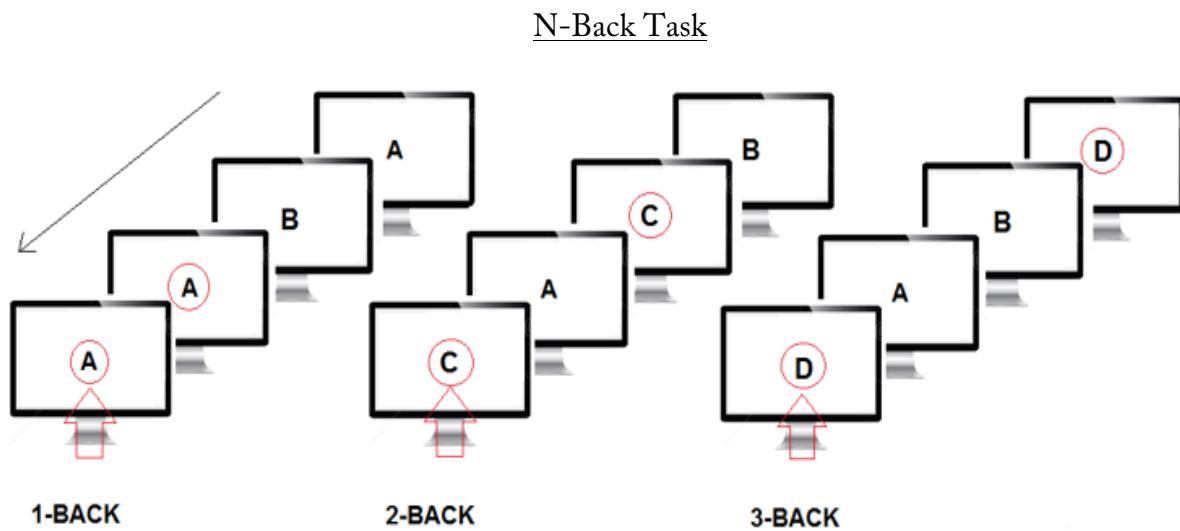 N-Back Task
A B D
B C B
A A A
A C D
1-BACK 2-BACK 3-BACK